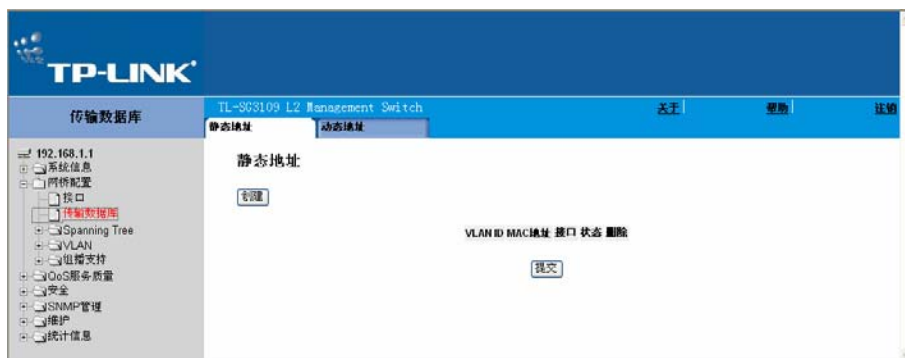 TP-LINK
传输数据库
TL-SG3109 L2 Management Switch
关于
帮助
注销
静态地址
动态地址
192.168.1.1
系统信息
网桥配置
接口
传输数据库
Spanning Tree
VLAN
组播支持
QoS服务质量
安全
SNMP管理
维护
统计信息
静态地址
创建
VLAN ID MAC地址 接口 状态 删除
提交